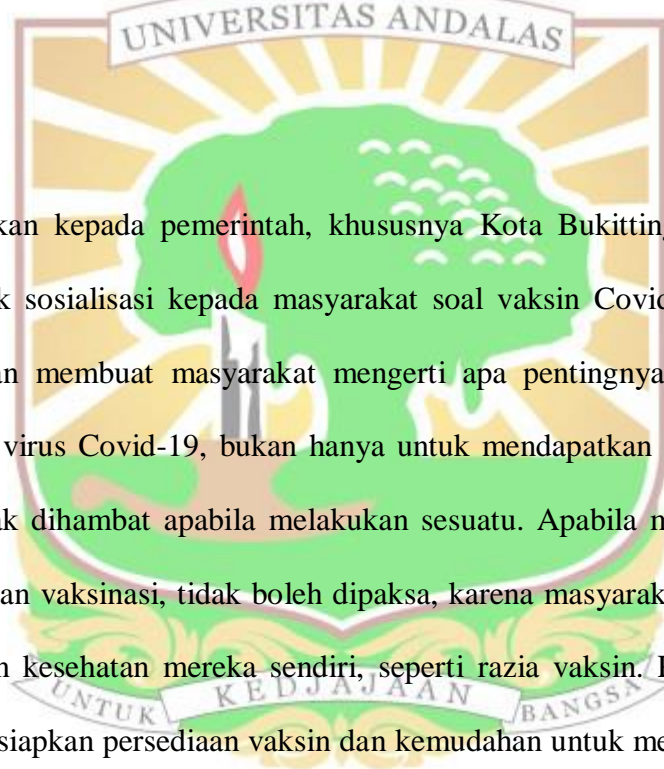 UNIVERSITAS ANDALAS
kan kepada pemerintah, khususnya Kota Bukitting
k sosialisasi kepada masyarakat soal vaksin Covid
an membuat masyarakat mengerti apa pentingnya
virus Covid-19, bukan hanya untuk mendapatkan
ak dihambat apabila melakukan sesuatu. Apabila m
an vaksinasi, tidak boleh dipaksa, karena masyarak
n kesehatan mereka sendiri, seperti razia vaksin.
UNTUK KEDJAJAAN BANGSA
siapkan persediaan vaksin dan kemudahan untuk me